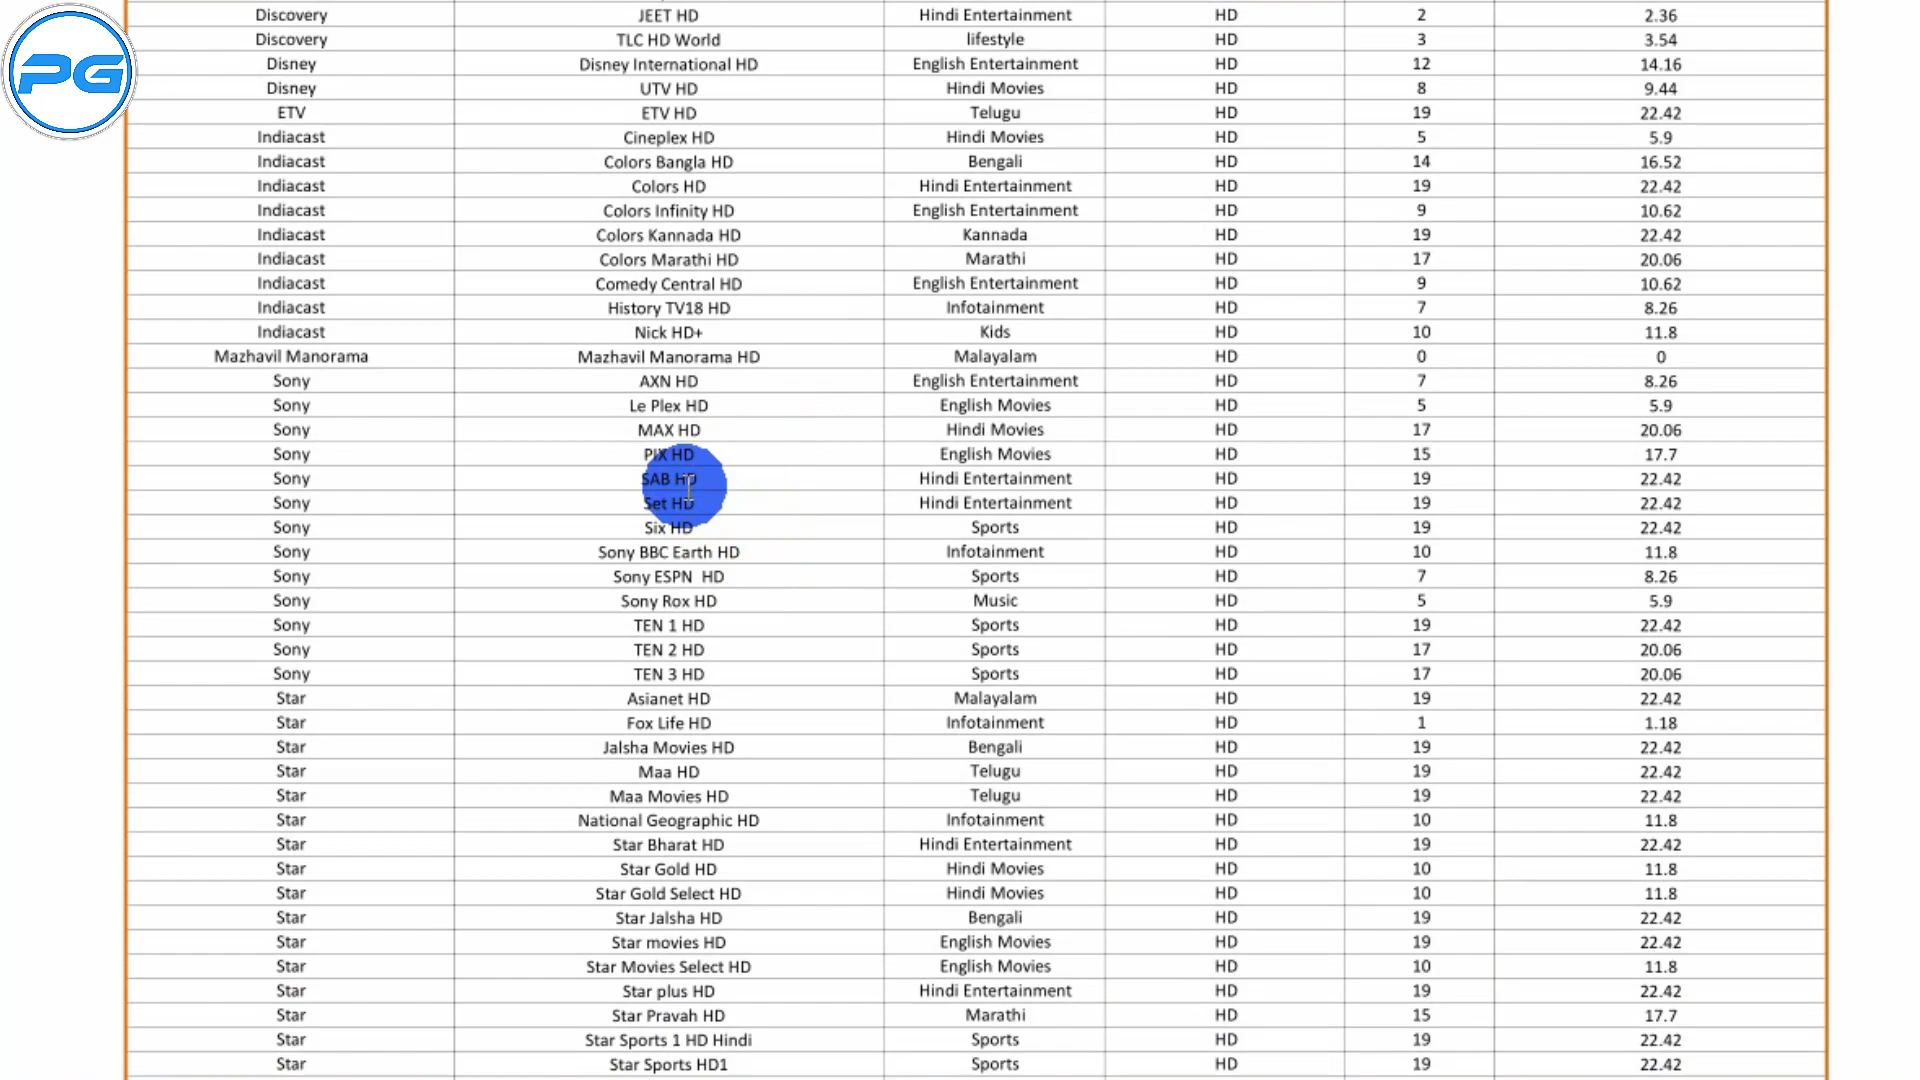 PG
Discovery JEET HD Hindi Entertainment HD 2 2.36
Discovery TLC HD World lifestyle HD 3 3.54
Disney Disney International HD English Entertainment HD 12 14.16
Disney UTV HD Hindi Movies HD 8 9.44
ETV ETV HD Telugu HD 19 22.42
Indiacast Cineplex HD Hindi Movies HD 5 5.9
Indiacast Colors Bangla HD Bengali HD 14 16.52
Indiacast Colors HD Hindi Entertainment HD 19 22.42
Indiacast Colors Infinity HD English Entertainment HD 9 10.62
Indiacast Colors Kannada HD Kannada HD 19 22.42
Indiacast Colors Marathi HD Marathi HD 17 20.06
Indiacast Comedy Central HD English Entertainment HD 9 10.62
Indiacast History TV18 HD Infotainment HD 7 8.26
Indiacast Nick HD+ Kids HD 10 11.8
Mazhavil Manorama Mazhavil Manorama HD Malayalam HD 0 0
Sony AXN HD English Entertainment HD 7 8.26
Sony Le Plex HD English Movies HD 5 5.9
Sony MAX HD Hindi Movies HD 17 20.06
Sony PIX HD English Movies HD 15 17.7
Sony SAB HD Hindi Entertainment HD 19 22.42
Sony Set HD Hindi Entertainment HD 19 22.42
Sony Six HD Sports HD 19 22.42
Sony Sony BBC Earth HD Infotainment HD 10 11.8
Sony Sony ESPN HD Sports HD 7 8.26
Sony Sony Rox HD Music HD 5 5.9
Sony TEN 1 HD Sports HD 19 22.42
Sony TEN 2 HD Sports HD 17 20.06
Sony TEN 3 HD Sports HD 17 20.06
Star Asianet HD Malayalam HD 19 22.42
Star Fox Life HD Infotainment HD 1 1.18
Star Jalsha Movies HD Bengali HD 19 22.42
Star Maa HD Telugu HD 19 22.42
Star Maa Movies HD Telugu HD 19 22.42
Star National Geographic HD Infotainment HD 10 11.8
Star Star Bharat HD Hindi Entertainment HD 19 22.42
Star Star Gold HD Hindi Movies HD 10 11.8
Star Star Gold Select HD Hindi Movies HD 10 11.8
Star Star Jalsha HD Bengali HD 19 22.42
Star Star movies HD English Movies HD 19 22.42
Star Star Movies Select HD English Movies HD 10 11.8
Star Star plus HD Hindi Entertainment HD 19 22.42
Star Star Pravah HD Marathi HD 15 17.7
Star Star Sports 1 HD Hindi Sports HD 19 22.42
Star Star Sports HD1 Sports HD 19 22.42